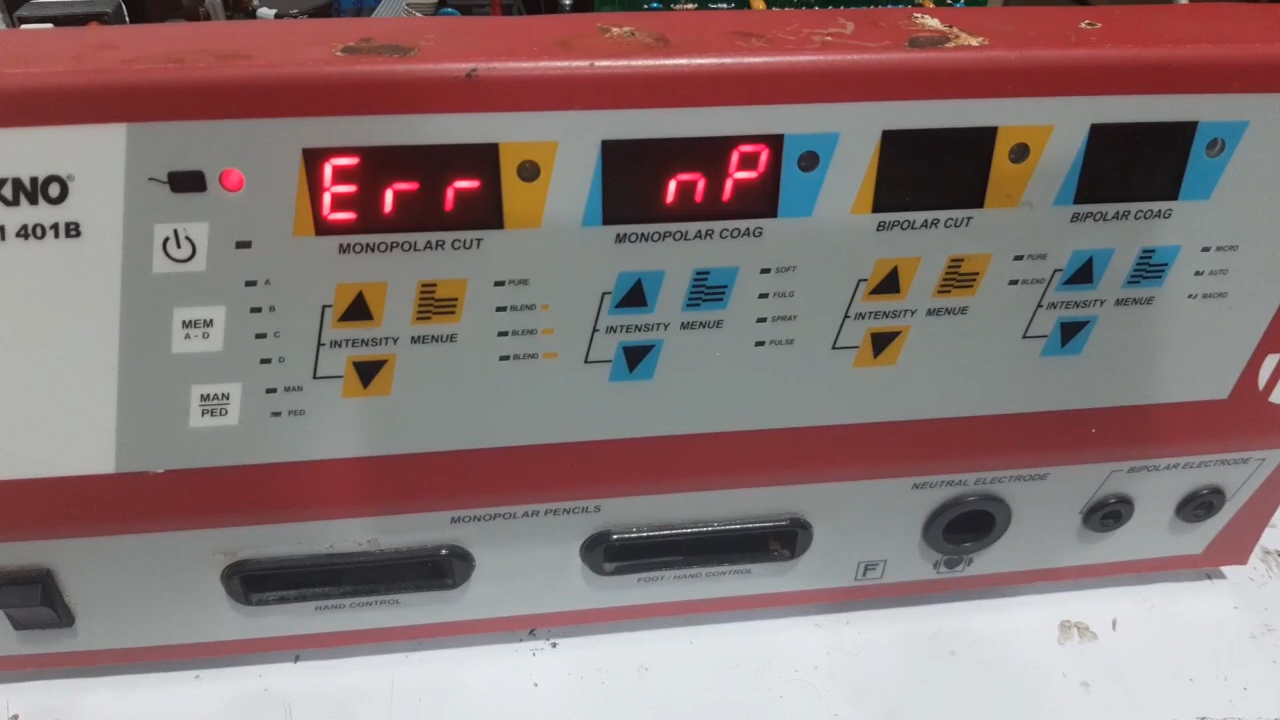 KNO®
401B
Err
nP
MONOPOLAR CUT
MONOPOLAR COAG
BIPOLAR CUT
BIPOLAR COAG
MEM
A - D
MAN
PED
A
B
C
D
MAN
PED
INTENSITY
MENUE
PURE
BLEND
BLEND
BLEND
INTENSITY
MENUE
SOFT
FULG
SPRAY
PULSE
INTENSITY
MENUE
PURE
BLEND
INTENSITY
MENUE
MICRO
AUTO
MACRO
MONOPOLAR PENCILS
HAND CONTROL
FOOT / HAND CONTROL
NEUTRAL ELECTRODE
F
BIPOLAR ELECTRODE